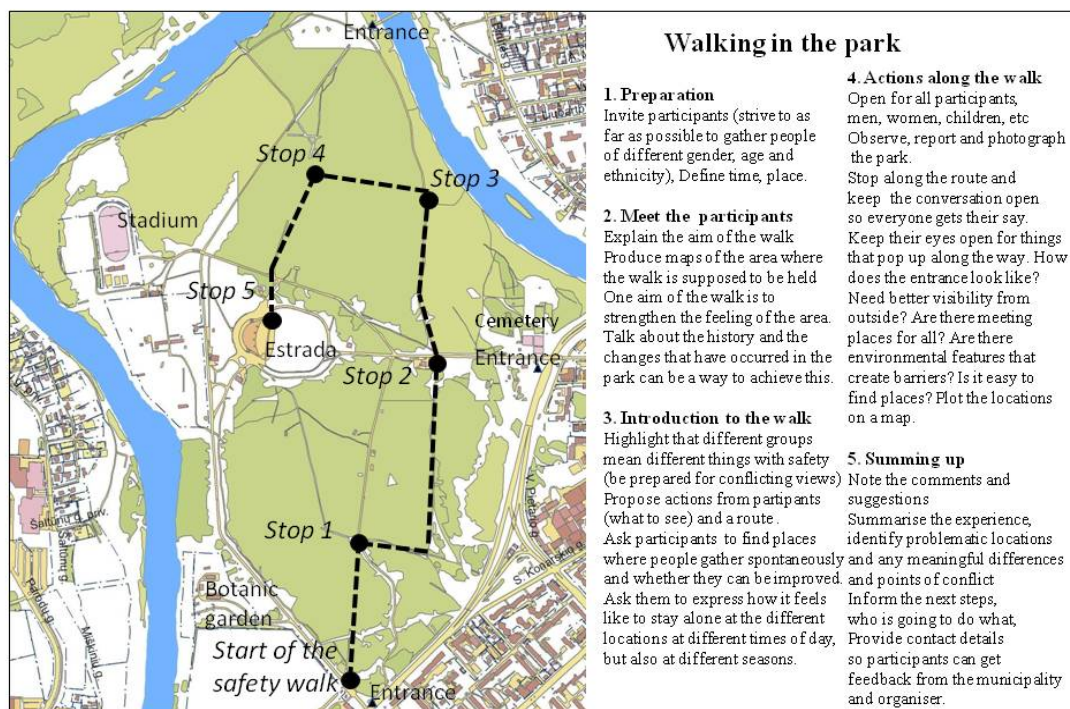 Entrance
Stop 4
Stop 3
Stadium
Stop 5
Cemetery
Estrada
Entrance
Stop 2
V. Pietario g.
Šaltūnų g. priv.
Šaltūnų g.
Stop 1
S. Konarskio g.
Botanic
garden
Miškinių g.
Start of the
safety walk
Entrance
Walking in the park
1. Preparation
Invite participants (strive to as
far as possible to gather people
of different gender, age and
ethnicity), Define time, place.
2. Meet the participants
Explain the aim of the walk
Produce maps of the area where
the walk is supposed to be held
One aim of the walk is to
strengthen the feeling of the area.
Talk about the history and the
changes that have occurred in the
park can be a way to achieve this.
3. Introduction to the walk
Highlight that different groups
mean different things with safety
(be prepared for conflicting views)
Propose actions from partipants
(what to see) and a route .
Ask participants to find places
where people gather spontaneously
and whether they can be improved.
Ask them to express how it feels
like to stay alone at the different
locations at different times of day,
but also at different seasons.
4. Actions along the walk
Open for all participants,
men, women, children, etc
Observe, report and photograph
the park.
Stop along the route and
keep the conversation open
so everyone gets their say.
Keep their eyes open for things
that pop up along the way. How
does the entrance look like?
Need better visibility from
outside? Are there meeting
places for all? Are there
environmental features that
create barriers? Is it easy to
find places? Plot the locations
on a map.
5. Summing up
Note the comments and
suggestions
Summarise the experience,
identify problematic locations
and any meaningful differences
and points of conflict
Inform the next steps,
who is going to do what,
Provide contact details
so participants can get
feedback from the municipality
and organiser.